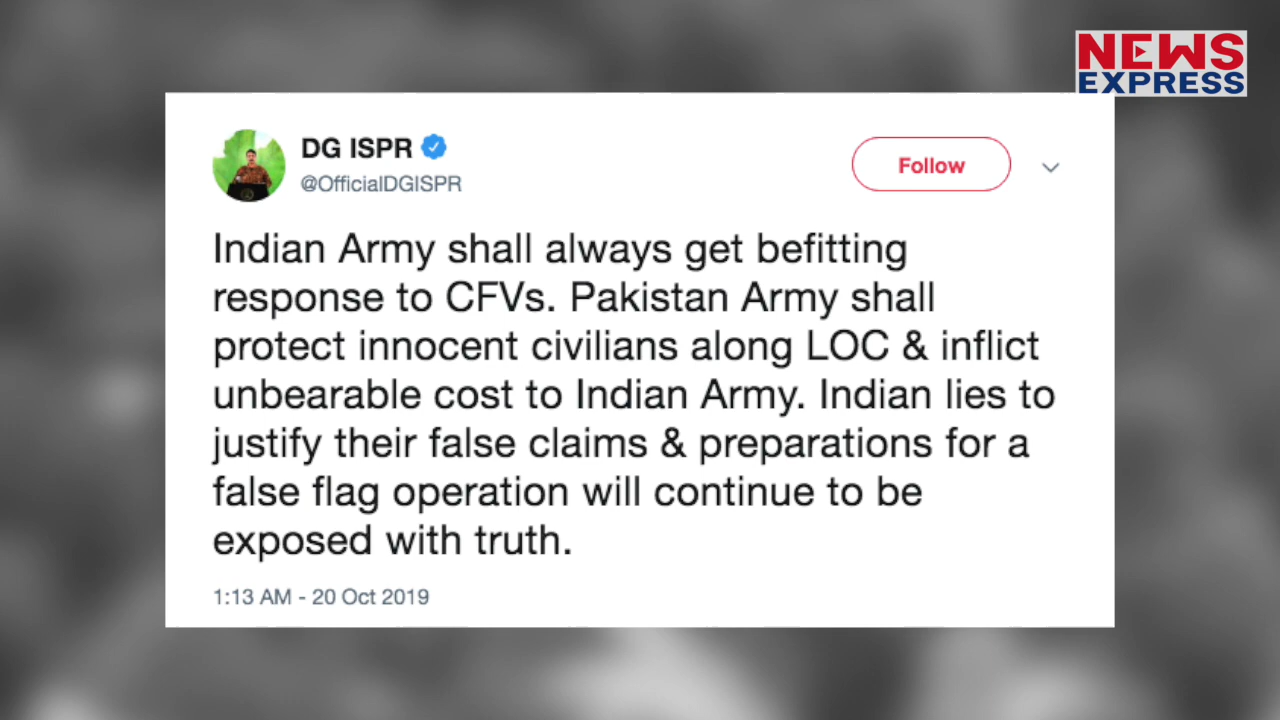 NEWS
EXPRESS
DG ISPR
@OfficialDGISPR
Follow
Indian Army shall always get befitting
response to CFVs. Pakistan Army shall
protect innocent civilians along LOC & inflict
unbearable cost to Indian Army. Indian lies to
justify their false claims & preparations for a
false flag operation will continue to be
exposed with truth.
1:13 AM - 20 Oct 2019